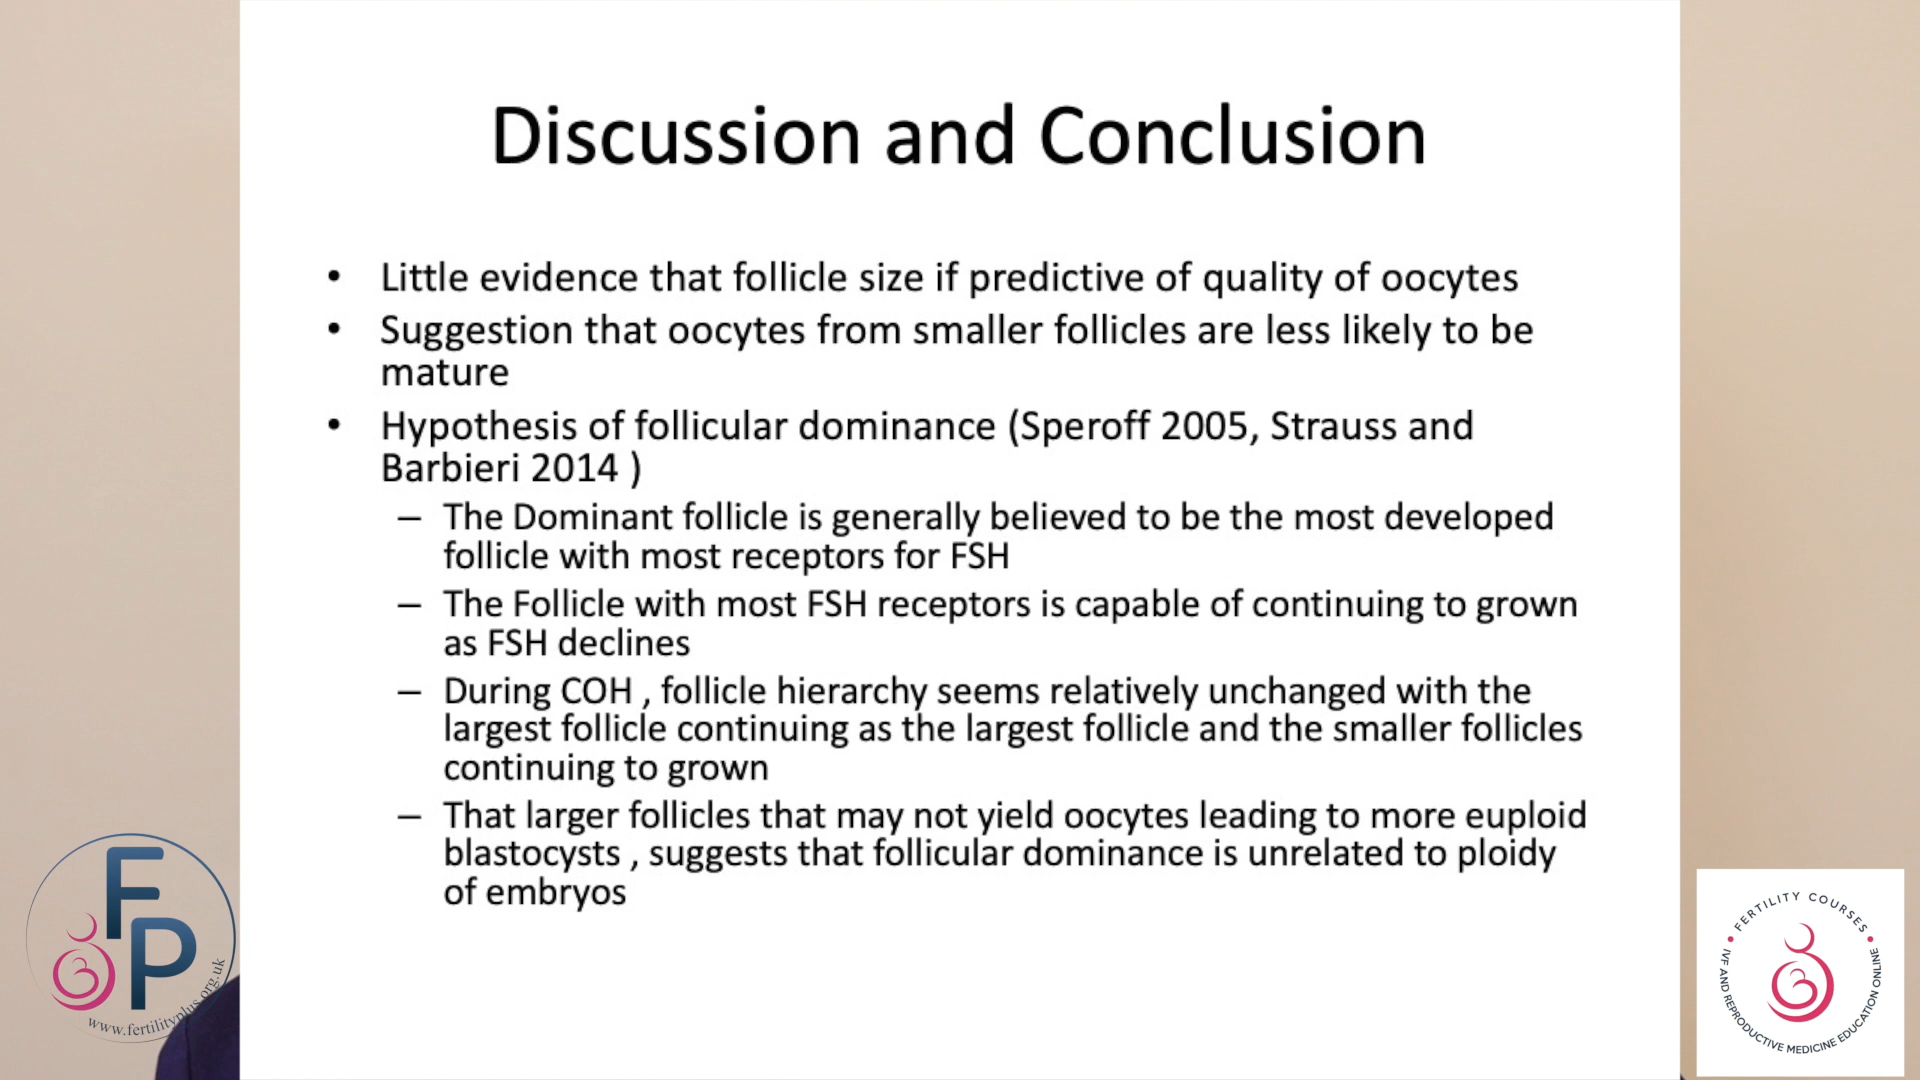 Discussion and Conclusion
• Little evidence that follicle size if predictive of quality of oocytes
• Suggestion that oocytes from smaller follicles are less likely to be
mature
• Hypothesis of follicular dominance (Speroff 2005, Strauss and
Barbieri 2014 )
– The Dominant follicle is generally believed to be the most developed
follicle with most receptors for FSH
– The Follicle with most FSH receptors is capable of continuing to grown
as FSH declines
– During COH , follicle hierarchy seems relatively unchanged with the
largest follicle continuing as the largest follicle and the smaller follicles
continuing to grown
– That larger follicles that may not yield oocytes leading to more euploid
blastocysts , suggests that follicular dominance is unrelated to ploidy
of embryos
FP
www.fertilityplus.org.uk
• FERTILITY COURSES •
IVF AND REPRODUCTIVE MEDICINE EDUCATION ONLINE